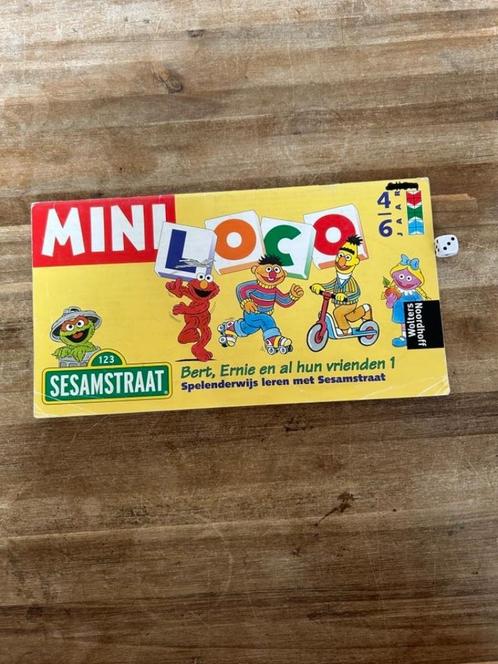 MINI LOCO
4-6 JAAR
123
SESAMSTRAAT
Bert, Ernie en al hun vrienden 1
Spelenderwijs leren met Sesamstraat
Wolters
Noordhoff